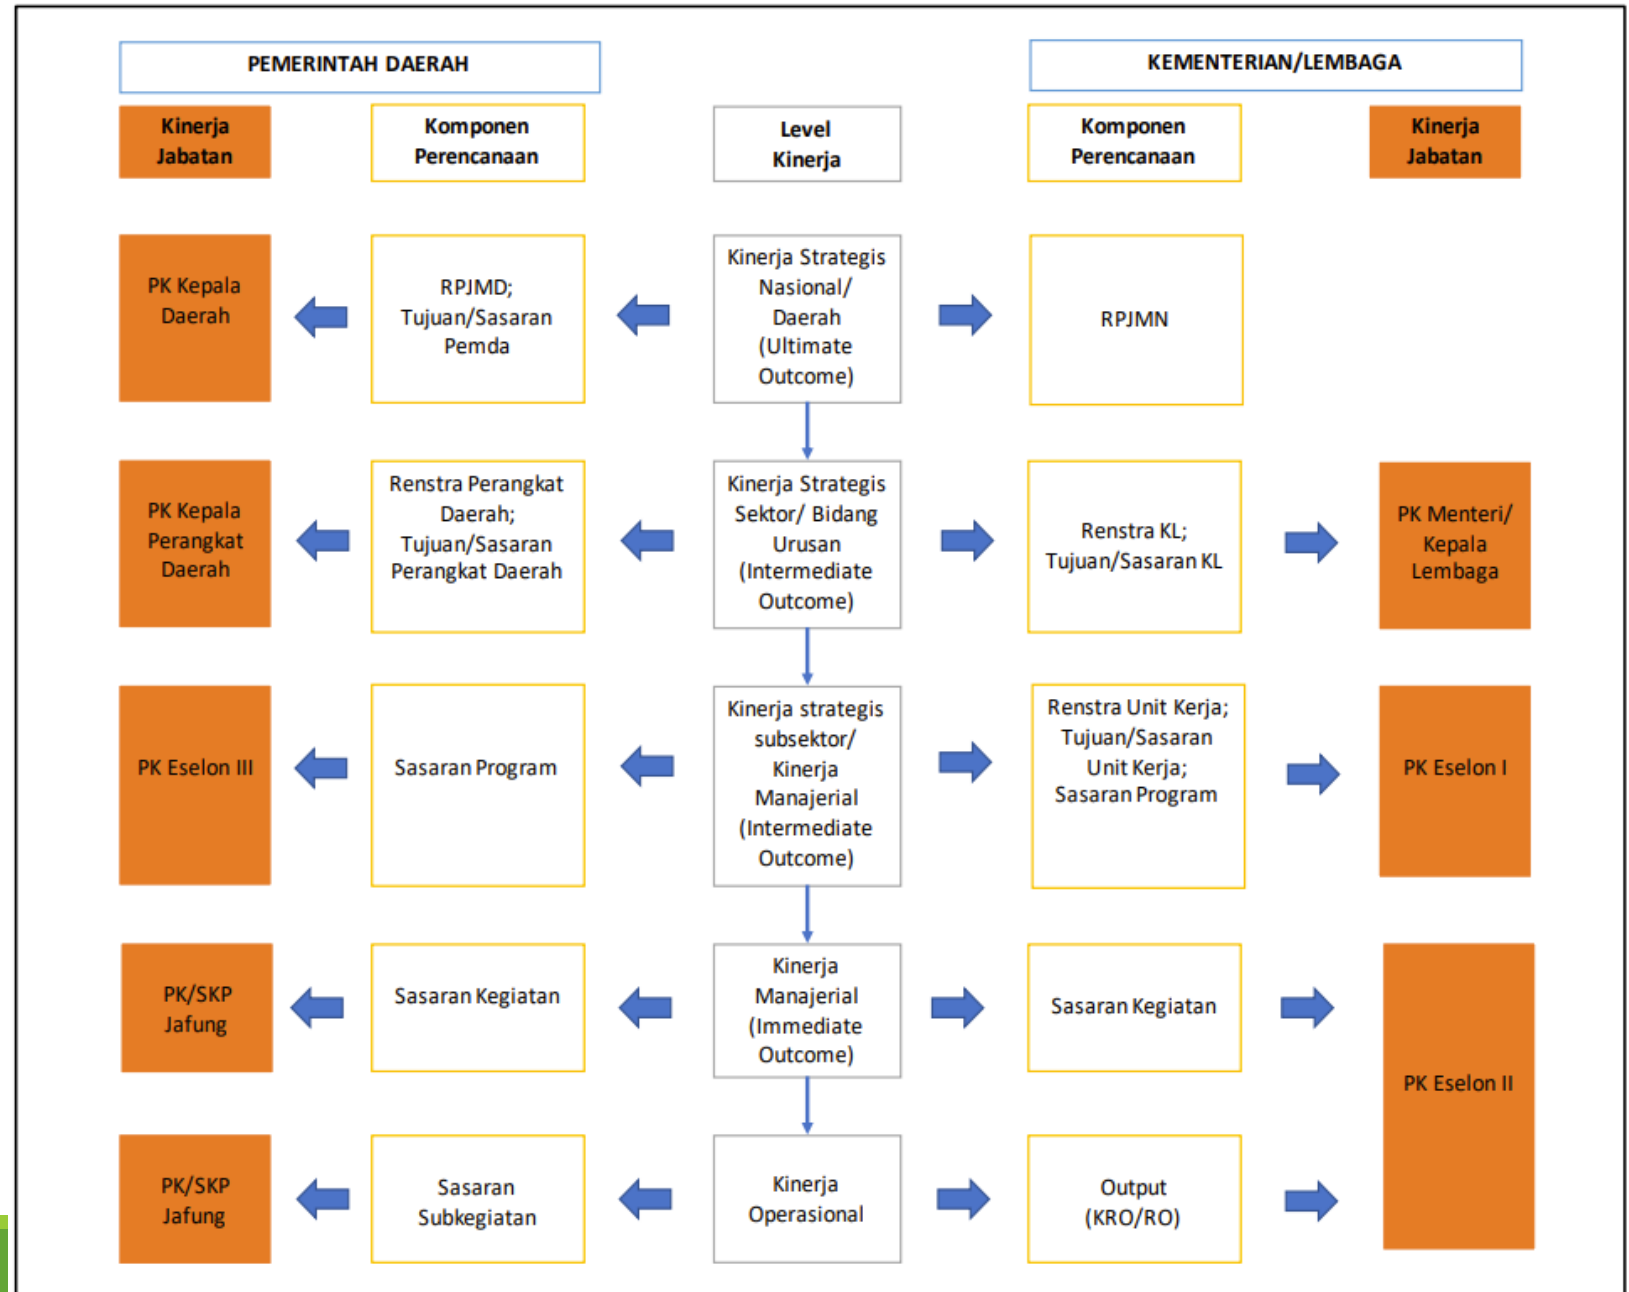 PEMERINTAH DAERAH
KEMENTERIAN/LEMBAGA
Kinerja
Jabatan
Komponen
Perencanaan
Level
Kinerja
Komponen
Perencanaan
Kinerja
Jabatan
PK Kepala
Daerah
RPJMD;
Tujuan/Sasaran
Pemda
Kinerja Strategis
Nasional/
Daerah
(Ultimate
Outcome)
RPJMN
PK Kepala
Perangkat
Daerah
Renstra Perangkat
Daerah;
Tujuan/Sasaran
Perangkat Daerah
Kinerja Strategis
Sektor/ Bidang
Urusan
(Intermediate
Outcome)
Renstra KL;
Tujuan/Sasaran KL
PK Menteri/
Kepala
Lembaga
PK Eselon III
Sasaran Program
Kinerja strategis
subsektor/
Kinerja
Manajerial
(Intermediate
Outcome)
Renstra Unit Kerja;
Tujuan/Sasaran
Unit Kerja;
Sasaran Program
PK Eselon I
PK/SKP
Jafung
Sasaran Kegiatan
Kinerja
Manajerial
(Immediate
Outcome)
Sasaran Kegiatan
PK Eselon II
PK/SKP
Jafung
Sasaran
Subkegiatan
Kinerja
Operasional
Output
(KRO/RO)